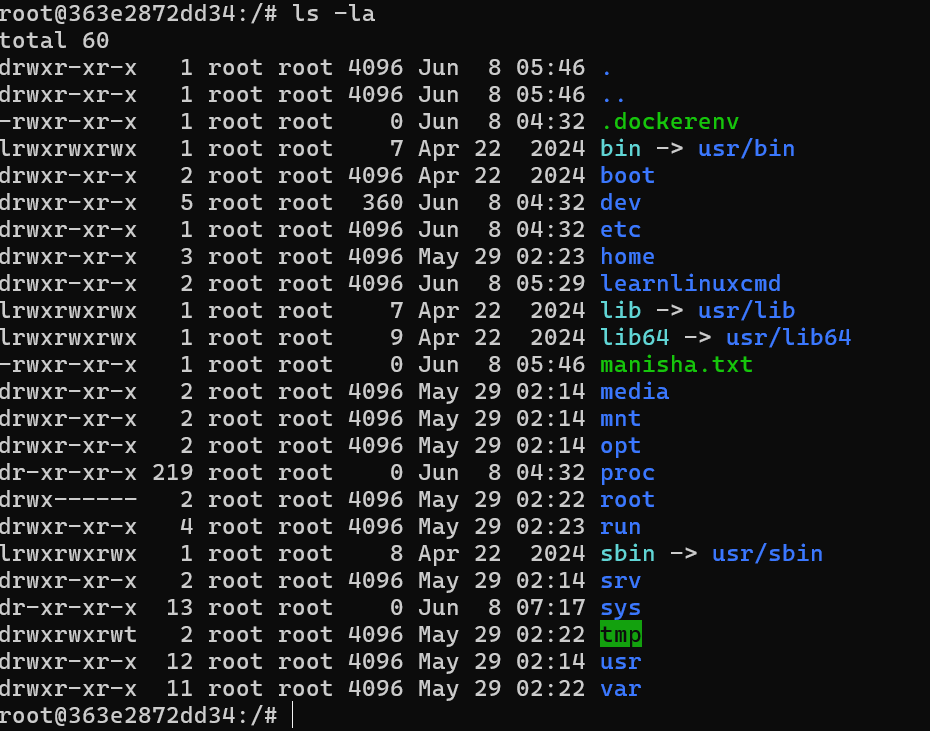 root@363e2872dd34:/# ls -la
total 60
drwxr-xr-x   1 root root 4096 Jun  8 05:46 .
drwxr-xr-x   1 root root 4096 Jun  8 05:46 ..
-rwxr-xr-x   1 root root    0 Jun  8 04:32 .dockerenv
lrwxrwxrwx   1 root root    7 Apr 22  2024 bin -> usr/bin
drwxr-xr-x   2 root root 4096 Apr 22  2024 boot
drwxr-xr-x   5 root root  360 Jun  8 04:32 dev
drwxr-xr-x   1 root root 4096 Jun  8 04:32 etc
drwxr-xr-x   3 root root 4096 May 29 02:23 home
drwxr-xr-x   2 root root 4096 Jun  8 05:29 learnlinuxcmd
lrwxrwxrwx   1 root root    7 Apr 22  2024 lib -> usr/lib
lrwxrwxrwx   1 root root    9 Apr 22  2024 lib64 -> usr/lib64
-rwxr-xr-x   1 root root    0 Jun  8 05:46 manisha.txt
drwxr-xr-x   2 root root 4096 May 29 02:14 media
drwxr-xr-x   2 root root 4096 May 29 02:14 mnt
drwxr-xr-x   2 root root 4096 May 29 02:14 opt
dr-xr-xr-x 219 root root    0 Jun  8 04:32 proc
drwx------   2 root root 4096 May 29 02:22 root
drwxr-xr-x   4 root root 4096 May 29 02:23 run
lrwxrwxrwx   1 root root    8 Apr 22  2024 sbin -> usr/sbin
drwxr-xr-x   2 root root 4096 May 29 02:14 srv
dr-xr-xr-x  13 root root    0 Jun  8 07:17 sys
drwxrwxrwt   2 root root 4096 May 29 02:22 tmp
drwxr-xr-x  12 root root 4096 May 29 02:14 usr
drwxr-xr-x  11 root root 4096 May 29 02:22 var
root@363e2872dd34:/#